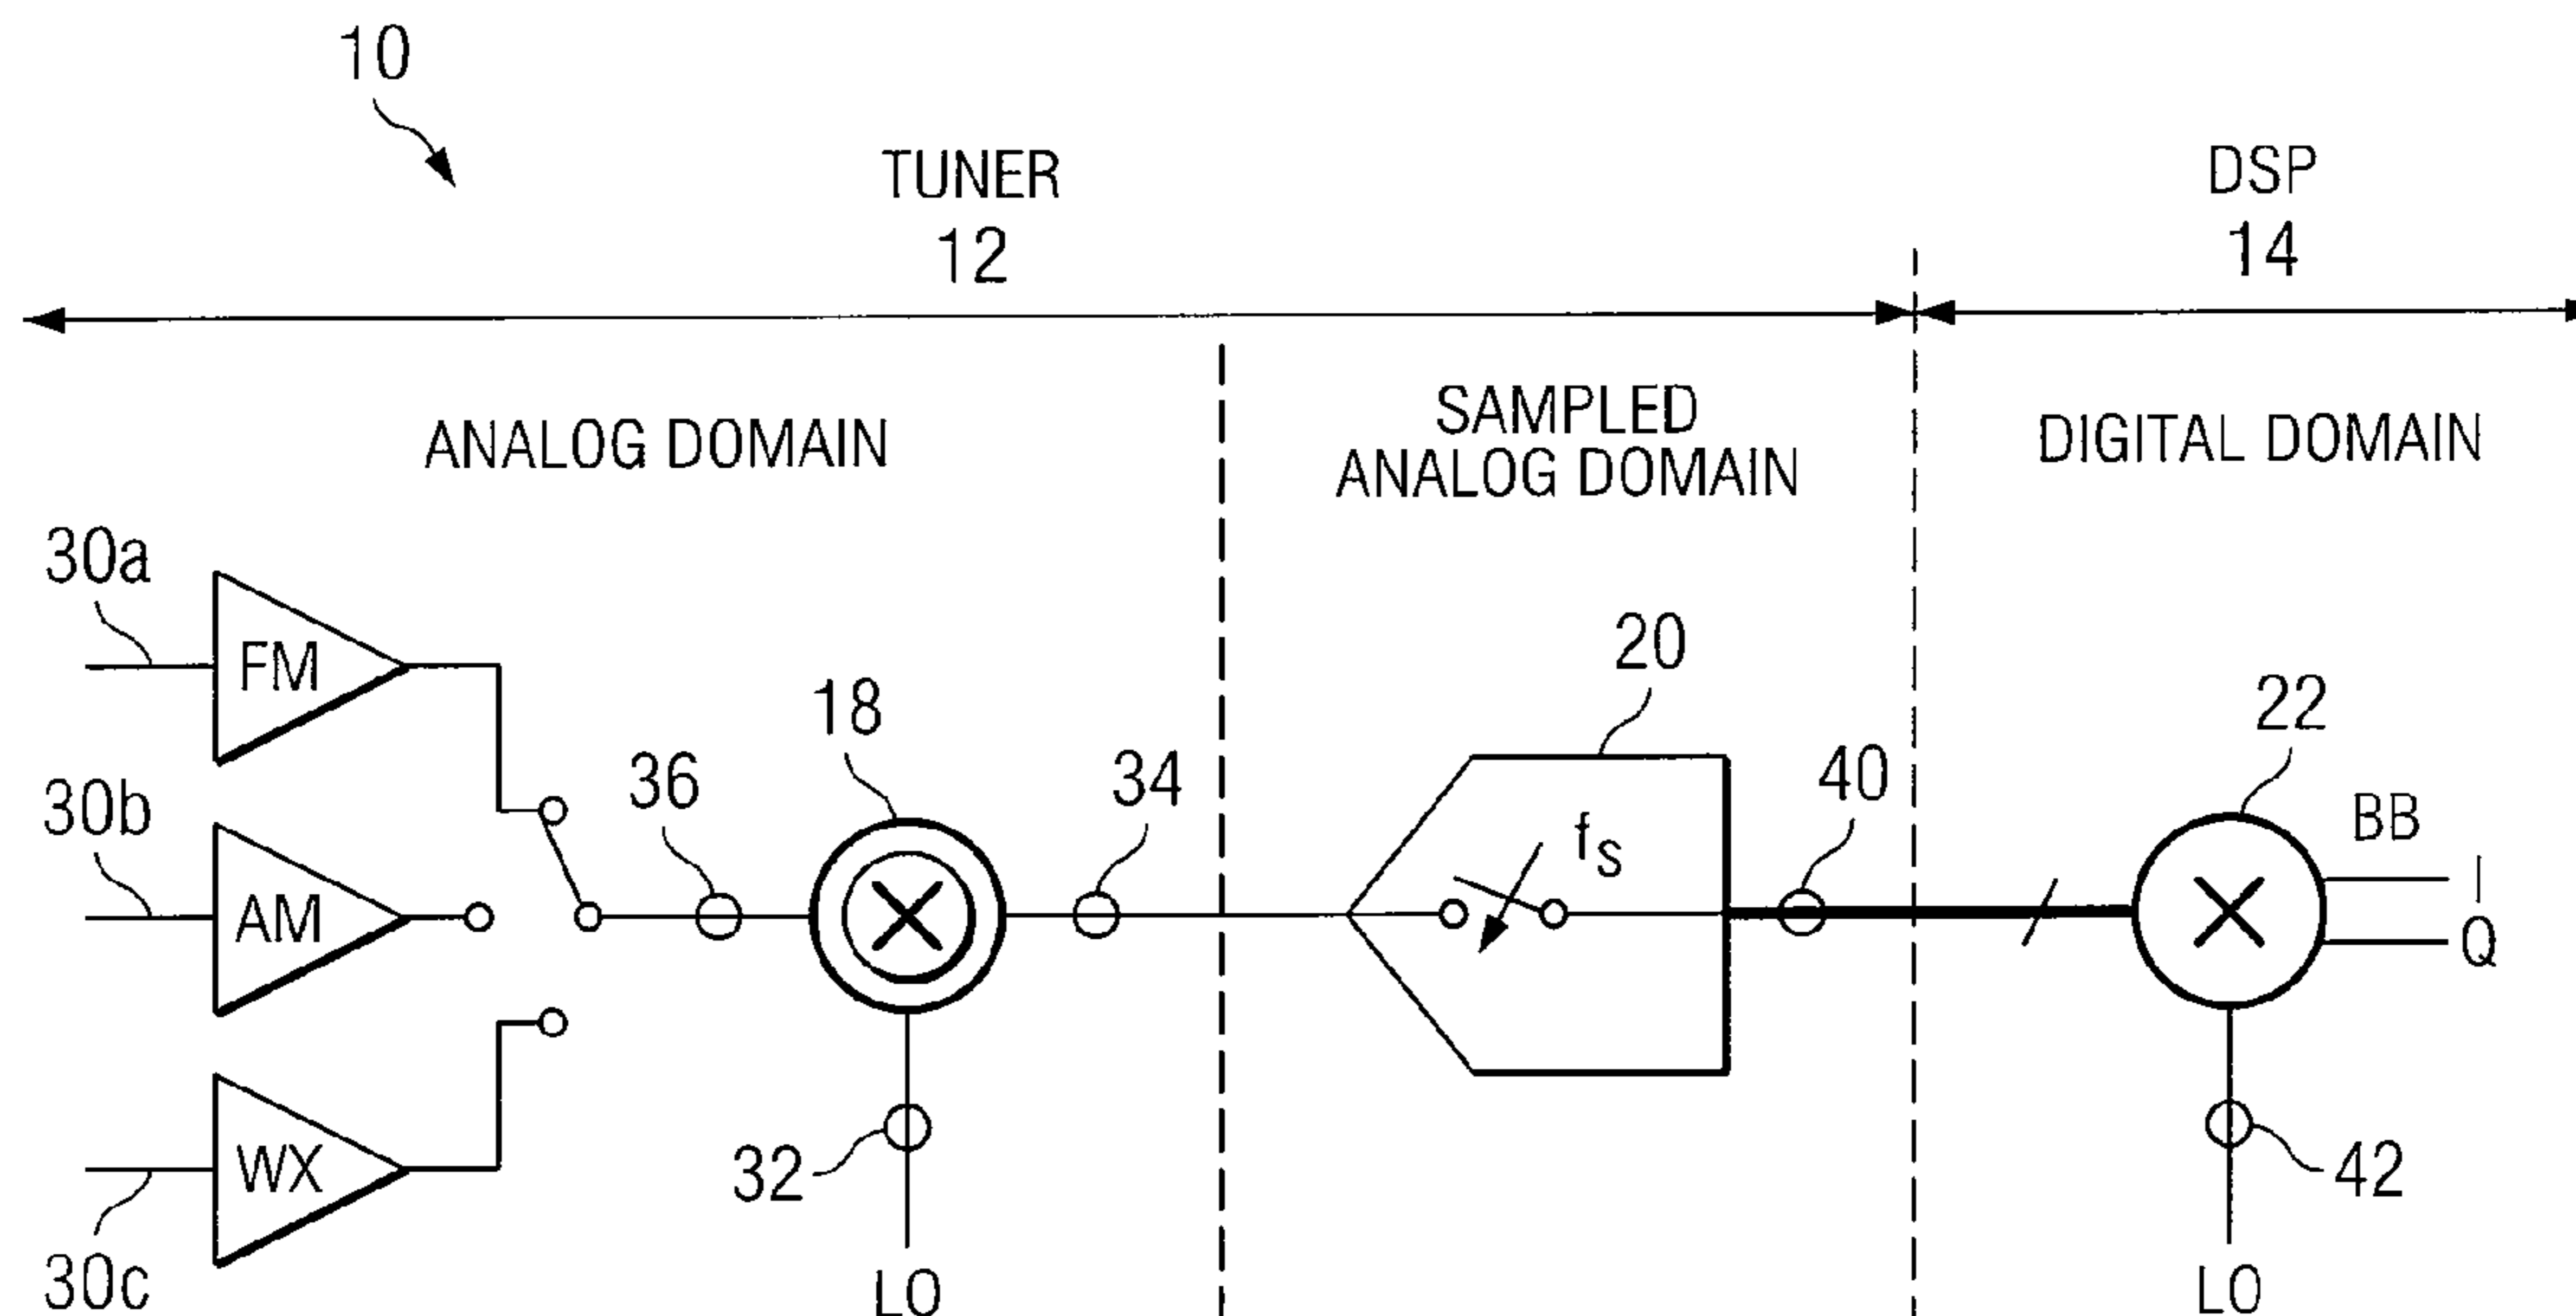 10
TUNER
12
DSP
14
ANALOG DOMAIN
SAMPLED
ANALOG DOMAIN
DIGITAL DOMAIN
30a
FM
30b
AM
30c
WX
36
18
34
32
LO
20
fS
40
22
BB
I
Q
42
LO